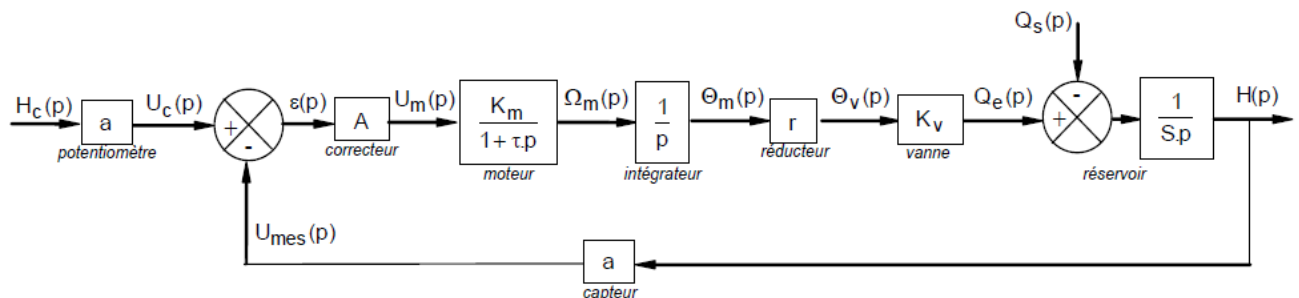 Q_s(p)
H_c(p)
a
potentiomètre
U_c(p)
+
-
ε(p)
A
correcteur
U_m(p)
K_m
1 + τ.p
moteur
Ω_m(p)
1
p
intégrateur
Θ_m(p)
r
réducteur
Θ_v(p)
K_v
vanne
Q_e(p)
-
+
1
S.p
réservoir
H(p)
U_mes(p)
a
capteur